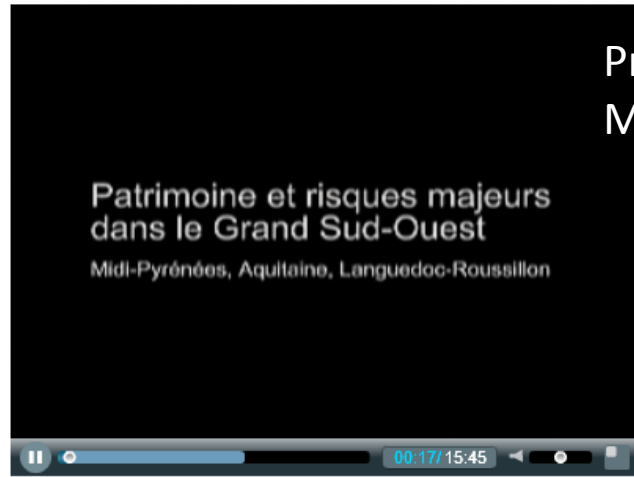 Patrimoine et risques majeurs
dans le Grand Sud-Ouest
Midi-Pyrénées, Aquitaine, Languedoc-Roussillon
00:17/15:45